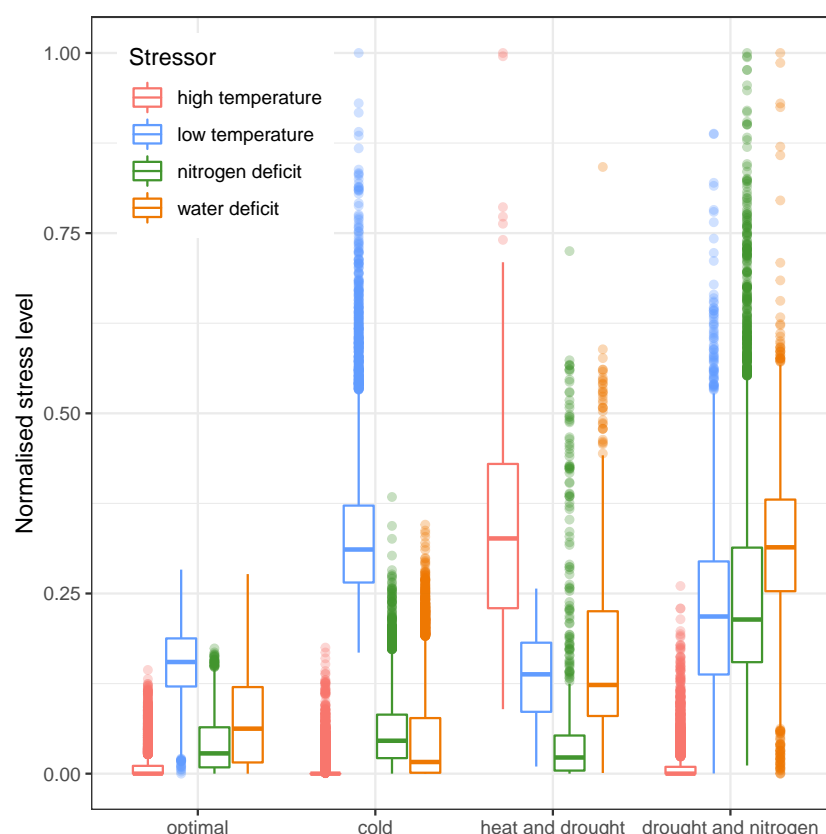 1.00
0.75
0.50
0.25
0.00
Normalised stress level
Stressor
high temperature
low temperature
nitrogen deficit
water deficit
optimal cold heat and drought drought and nitrogen